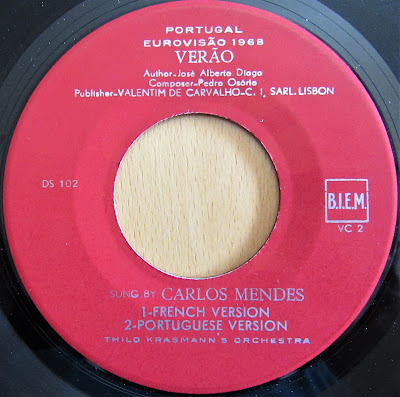 PORTUGAL
EUROVISÃO 1968
VERÃO
Author-José Alberto Diogo
Composer-Pedro Osório
Publisher-VALENTIM DE CARVALHO-C. I, SARL. LISBON
DS 102
B.I.E.M.
VC 2
SUNG BY CARLOS MENDES
1-FRENCH VERSION
2-PORTUGUESE VERSION
THILO KRASMANN'S ORCHESTRA